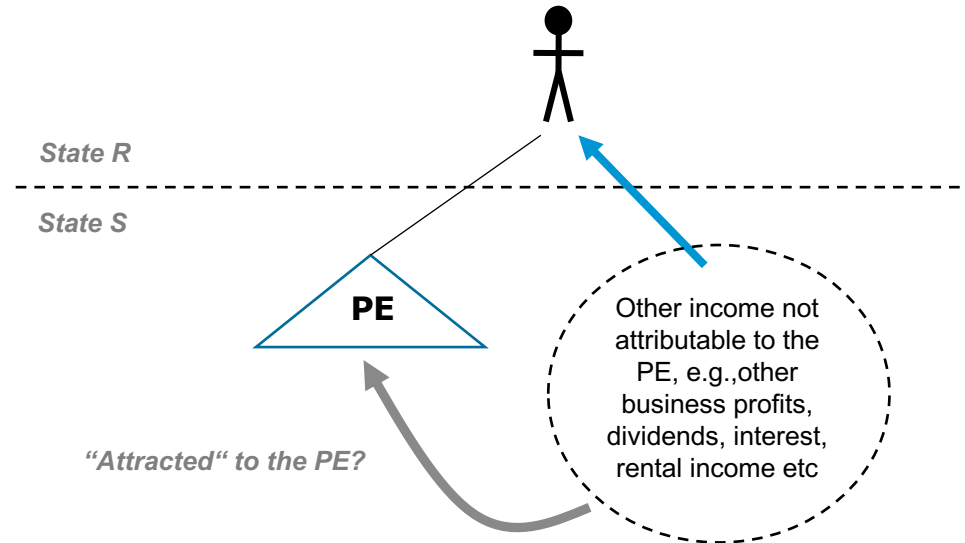 State R
State S
PE
Other income not
attributable to the
PE, e.g.,other
business profits,
dividends, interest,
rental income etc
“Attracted“ to the PE?